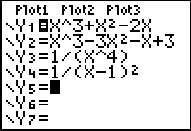 Plot1 Plot2 Plot3
\Y₁=X^3+X²-2X
\Y₂=X^3-3X²-X+3
\Y₃=1/(X^4)
\Y₄=1/(X-1)²
\Y₅=
\Y₆=
\Y₇=